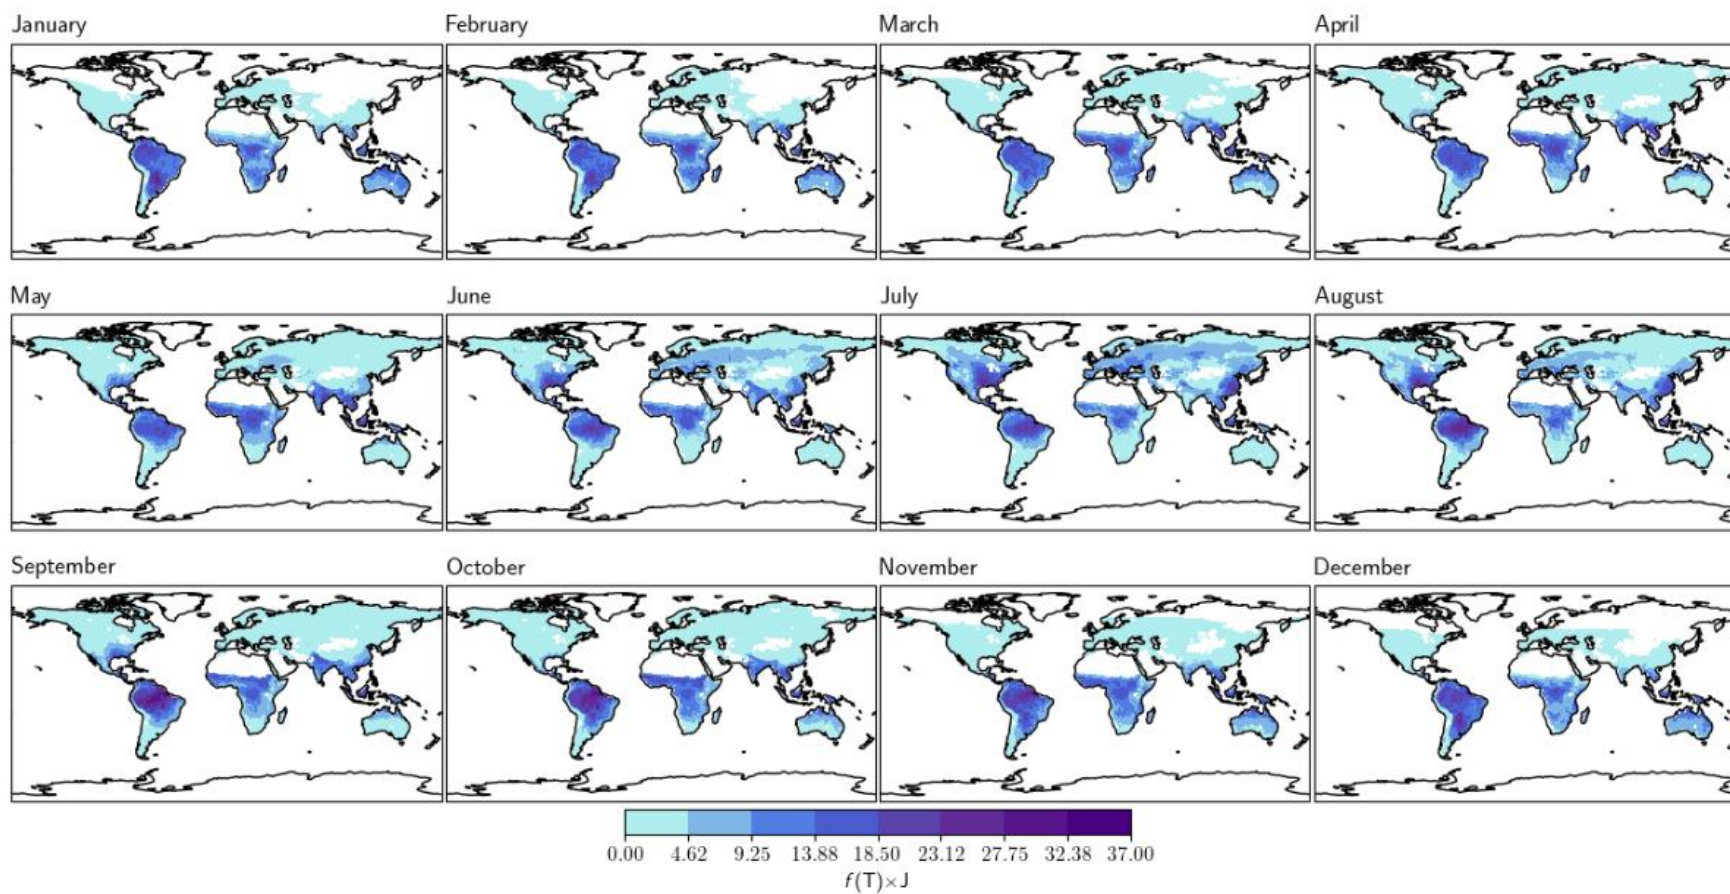 January February March April
May June July August
September October November December
0.00 4.62 9.25 13.88 18.50 23.12 27.75 32.38 37.00
f(T)×J